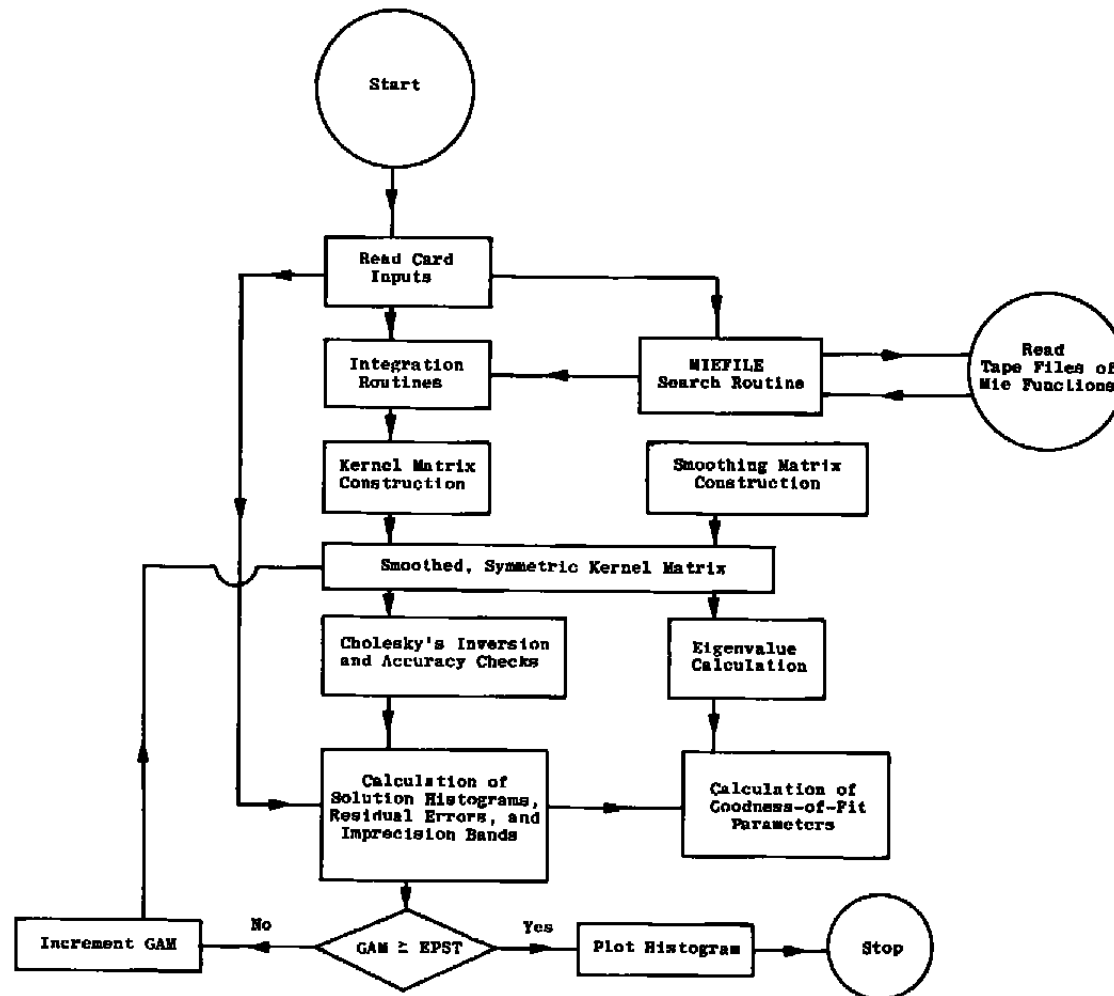 Start
Read Card
Inputs
Integration
Routines
MIEFILE
Search Routine
Read
Tape Files of
Mie Functions
Kernel Matrix
Construction
Smoothing Matrix
Construction
Smoothed, Symmetric Kernel Matrix
Cholesky's Inversion
and Accuracy Checks
Eigenvalue
Calculation
Calculation of
Solution Histograms,
Residual Errors, and
Imprecision Bands
Calculation of
Goodness-of-Fit
Parameters
Increment GAM
No
GAM ≥ EPST
Yes
Plot Histogram
Stop